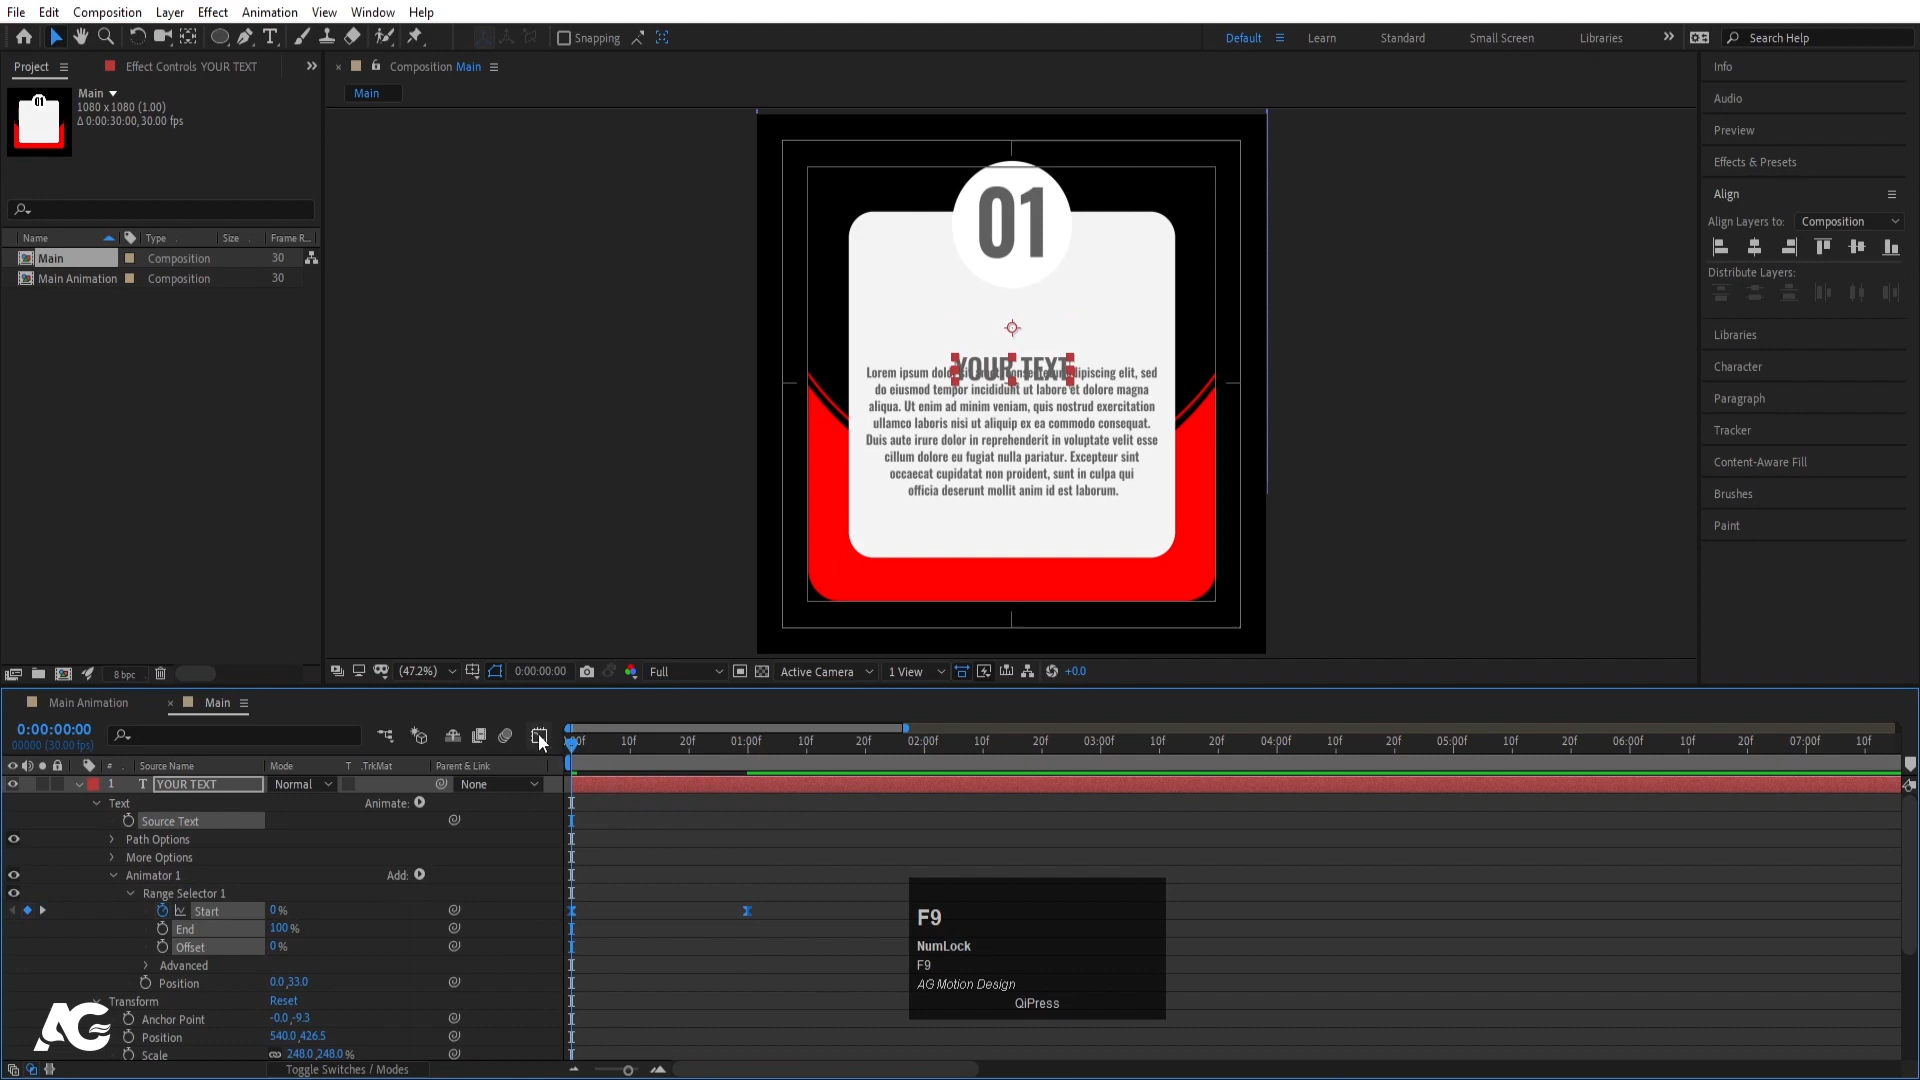 File Edit Composition Layer Effect Animation View Window Help
Snapping
Default Learn Standard Small Screen Libraries Search Help
Project Effect Controls YOUR TEXT
Composition Main
Info
Main
1080 x 1080 (1.00)
Δ 0:00:30:00, 30.00 fps
01
Main
Audio
Preview
Effects & Presets
Align
Align Layers to: Composition
Distribute Layers:
Name Type Size Frame R...
Main Composition 30
Main Animation Composition 30
Libraries
Character
Paragraph
Tracker
Content-Aware Fill
Brushes
Paint
01
YOUR TEXT
Lorem ipsum dolor sit amet, consectetur adipiscing elit, sed
do eiusmod tempor incididunt ut labore et dolore magna
aliqua. Ut enim ad minim veniam, quis nostrud exercitation
ullamco laboris nisi ut aliquip ex ea commodo consequat.
Duis aute irure dolor in reprehenderit in voluptate velit esse
cillum dolore eu fugiat nulla pariatur. Excepteur sint
occaecat cupidatat non proident, sunt in culpa qui
officia deserunt mollit anim id est laborum.
8 bpc
(47.2%) 0:00:00:00 Full Active Camera 1 View +0.0
Main Animation Main
0:00:00:00
00000 (30.00 fps)
00f 10f 20f 01:00f 10f 20f 02:00f 10f 20f 03:00f 10f 20f 04:00f 10f 20f 05:00f 10f 20f 06:00f 10f 20f 07:00f 10f
# Source Name Mode T .TrkMat Parent & Link
1 T YOUR TEXT Normal None
Text Animate:
Source Text
Path Options
More Options
Animator 1 Add:
Range Selector 1
Start 0%
End 100%
Offset 0%
Advanced
Position 0.0,33.0
Transform Reset
Anchor Point -0.0,-9.3
Position 540.0,426.5
Scale 248.0,248.0%
Toggle Switches / Modes
F9
NumLock
F9
AG Motion Design
QiPress
AG